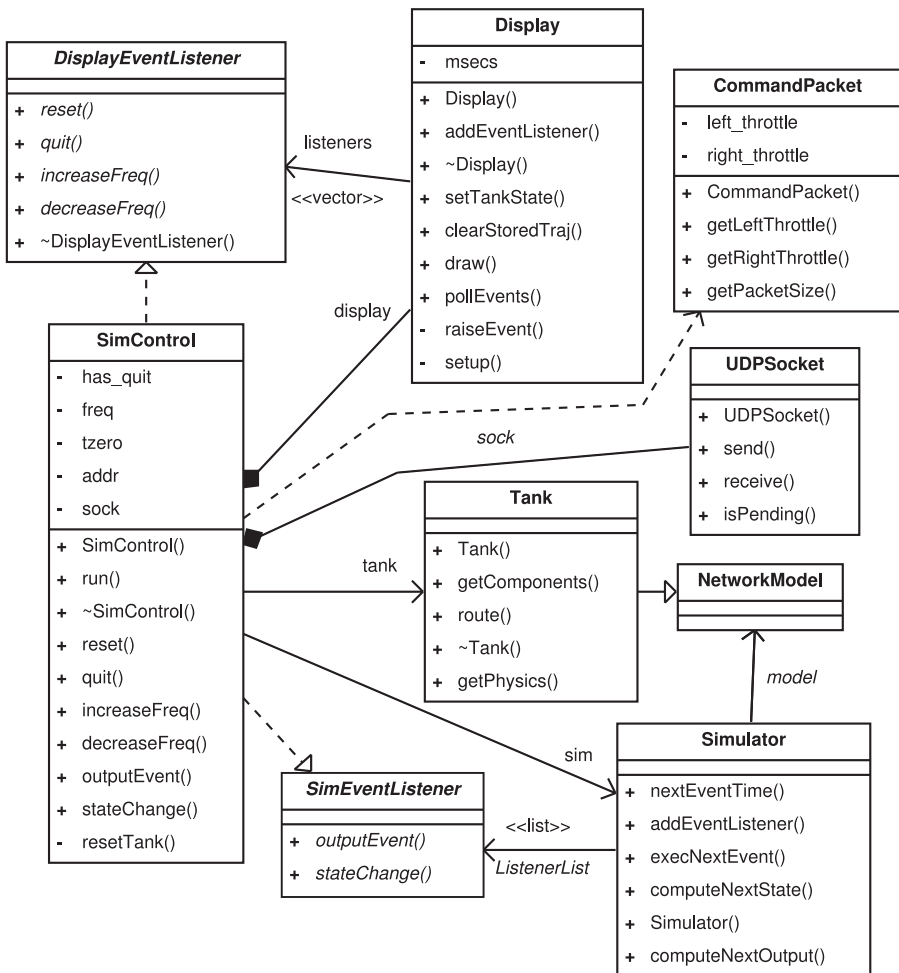 DisplayEventListener
+ reset()
+ quit()
+ increaseFreq()
+ decreaseFreq()
+ ~DisplayEventListener()
listeners
<<vector>>
Display
- msecs
+ Display()
+ addEventListener()
+ ~Display()
+ setTankState()
+ clearStoredTraj()
+ draw()
+ pollEvents()
- raiseEvent()
- setup()
CommandPacket
- left_throttle
- right_throttle
+ CommandPacket()
+ getLeftThrottle()
+ getRightThrottle()
+ getPacketSize()
display
SimControl
- has_quit
- freq
- tzero
- addr
- sock
+ SimControl()
+ run()
+ ~SimControl()
+ reset()
+ quit()
+ increaseFreq()
+ decreaseFreq()
+ outputEvent()
+ stateChange()
- resetTank()
sock
UDPSocket
+ UDPSocket()
+ send()
+ receive()
+ isPending()
tank
Tank
+ Tank()
+ getComponents()
+ route()
+ ~Tank()
+ getPhysics()
NetworkModel
model
sim
SimEventListener
+ outputEvent()
+ stateChange()
<<list>>
ListenerList
Simulator
+ nextEventTime()
+ addEventListener()
+ execNextEvent()
+ computeNextState()
+ Simulator()
+ computeNextOutput()